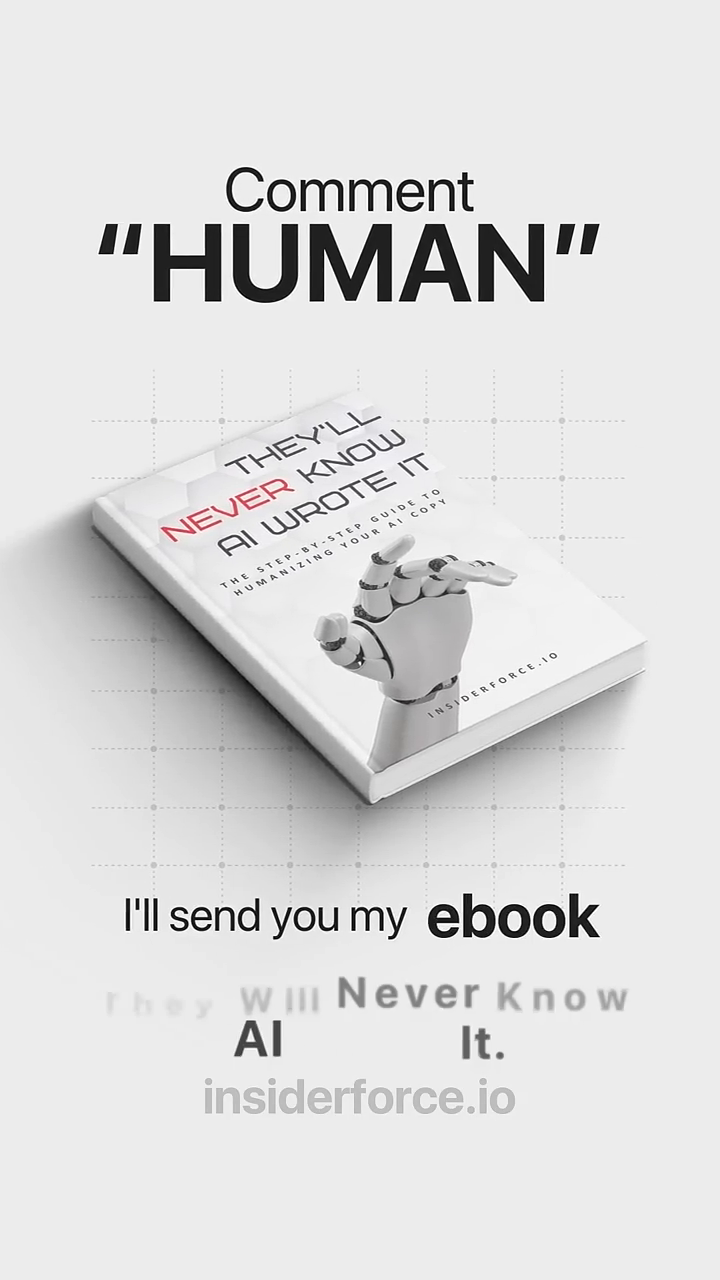 Comment
“HUMAN”
THEY'LL
NEVER KNOW
AI WROTE IT
THE STEP-BY-STEP GUIDE TO
HUMANIZING YOUR AI COPY
INSIDERFORCE.IO
I'll send you my ebook
They Will Never Know
AI It.
insiderforce.io